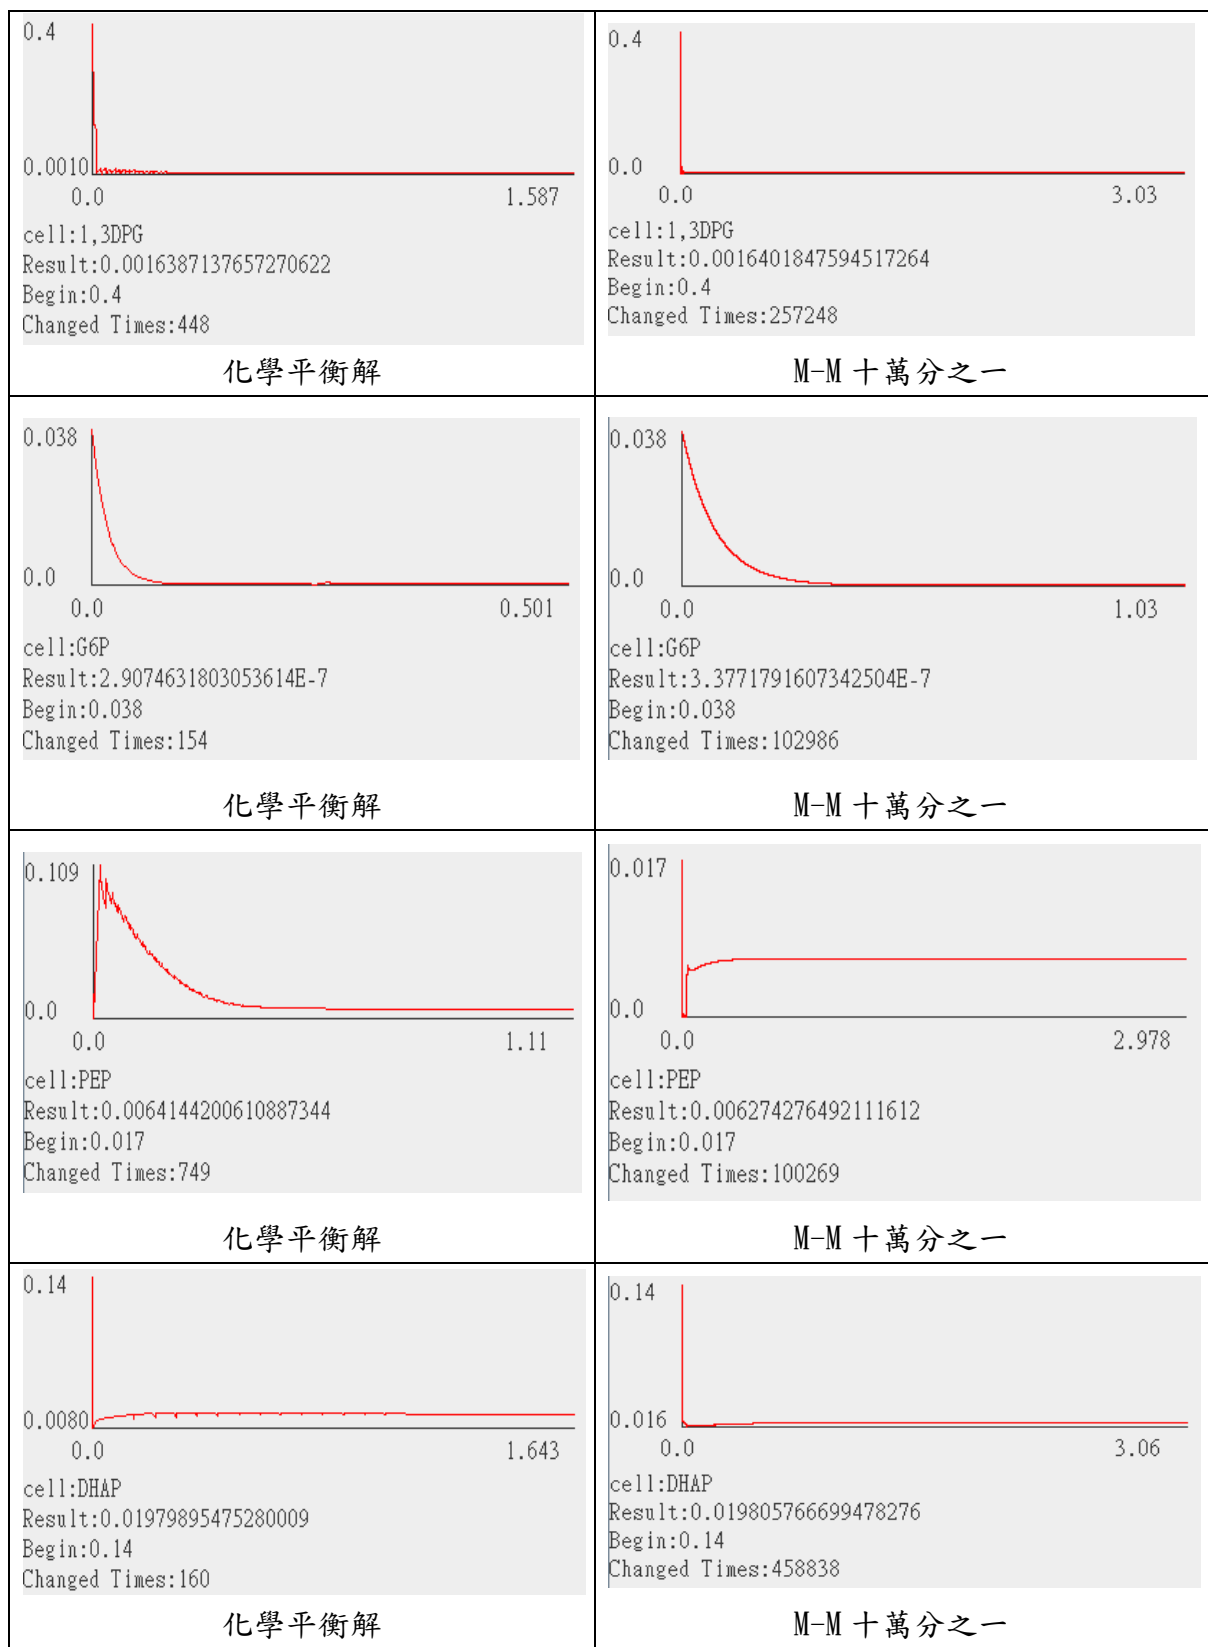 0.4
0.0010
0.0 1.587
cell:1,3DPG
Result:0.0016387137657270622
Begin:0.4
Changed Times:448
化學平衡解
0.4
0.0
0.0 3.03
cell:1,3DPG
Result:0.0016401847594517264
Begin:0.4
Changed Times:257248
M-M 十萬分之一
0.038
0.0
0.0 0.501
cell:G6P
Result:2.9074631803053614E-7
Begin:0.038
Changed Times:154
化學平衡解
0.038
0.0
0.0 1.03
cell:G6P
Result:3.3771791607342504E-7
Begin:0.038
Changed Times:102986
M-M 十萬分之一
0.109
0.0
0.0 1.11
cell:PEP
Result:0.0064144200610887344
Begin:0.017
Changed Times:749
化學平衡解
0.017
0.0
0.0 2.978
cell:PEP
Result:0.006274276492111612
Begin:0.017
Changed Times:100269
M-M 十萬分之一
0.14
0.0080
0.0 1.643
cell:DHAP
Result:0.01979895475280009
Begin:0.14
Changed Times:160
化學平衡解
0.14
0.016
0.0 3.06
cell:DHAP
Result:0.019805766699478276
Begin:0.14
Changed Times:458838
M-M 十萬分之一